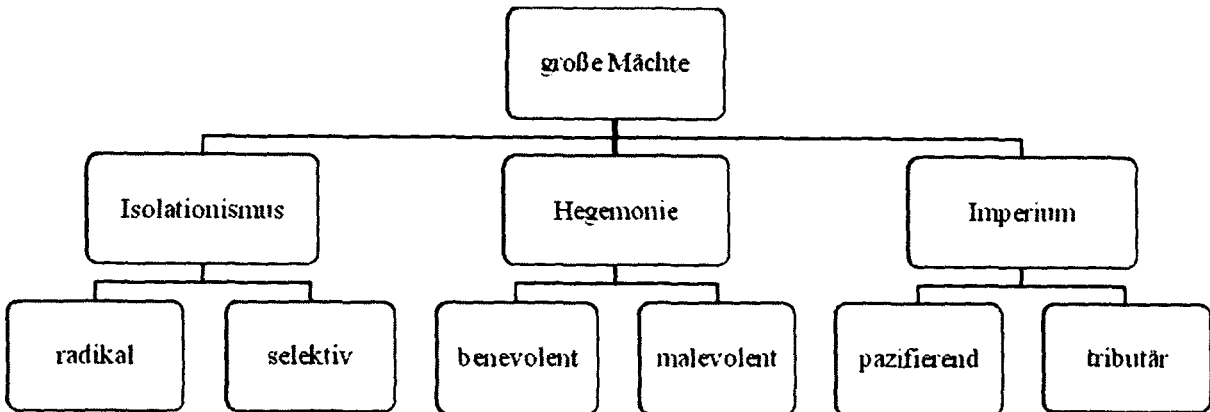 große Mächte
Isolationismus
Hegemonie
Imperium
radikal
selektiv
benevolent
malevolent
pazifierend
tributär